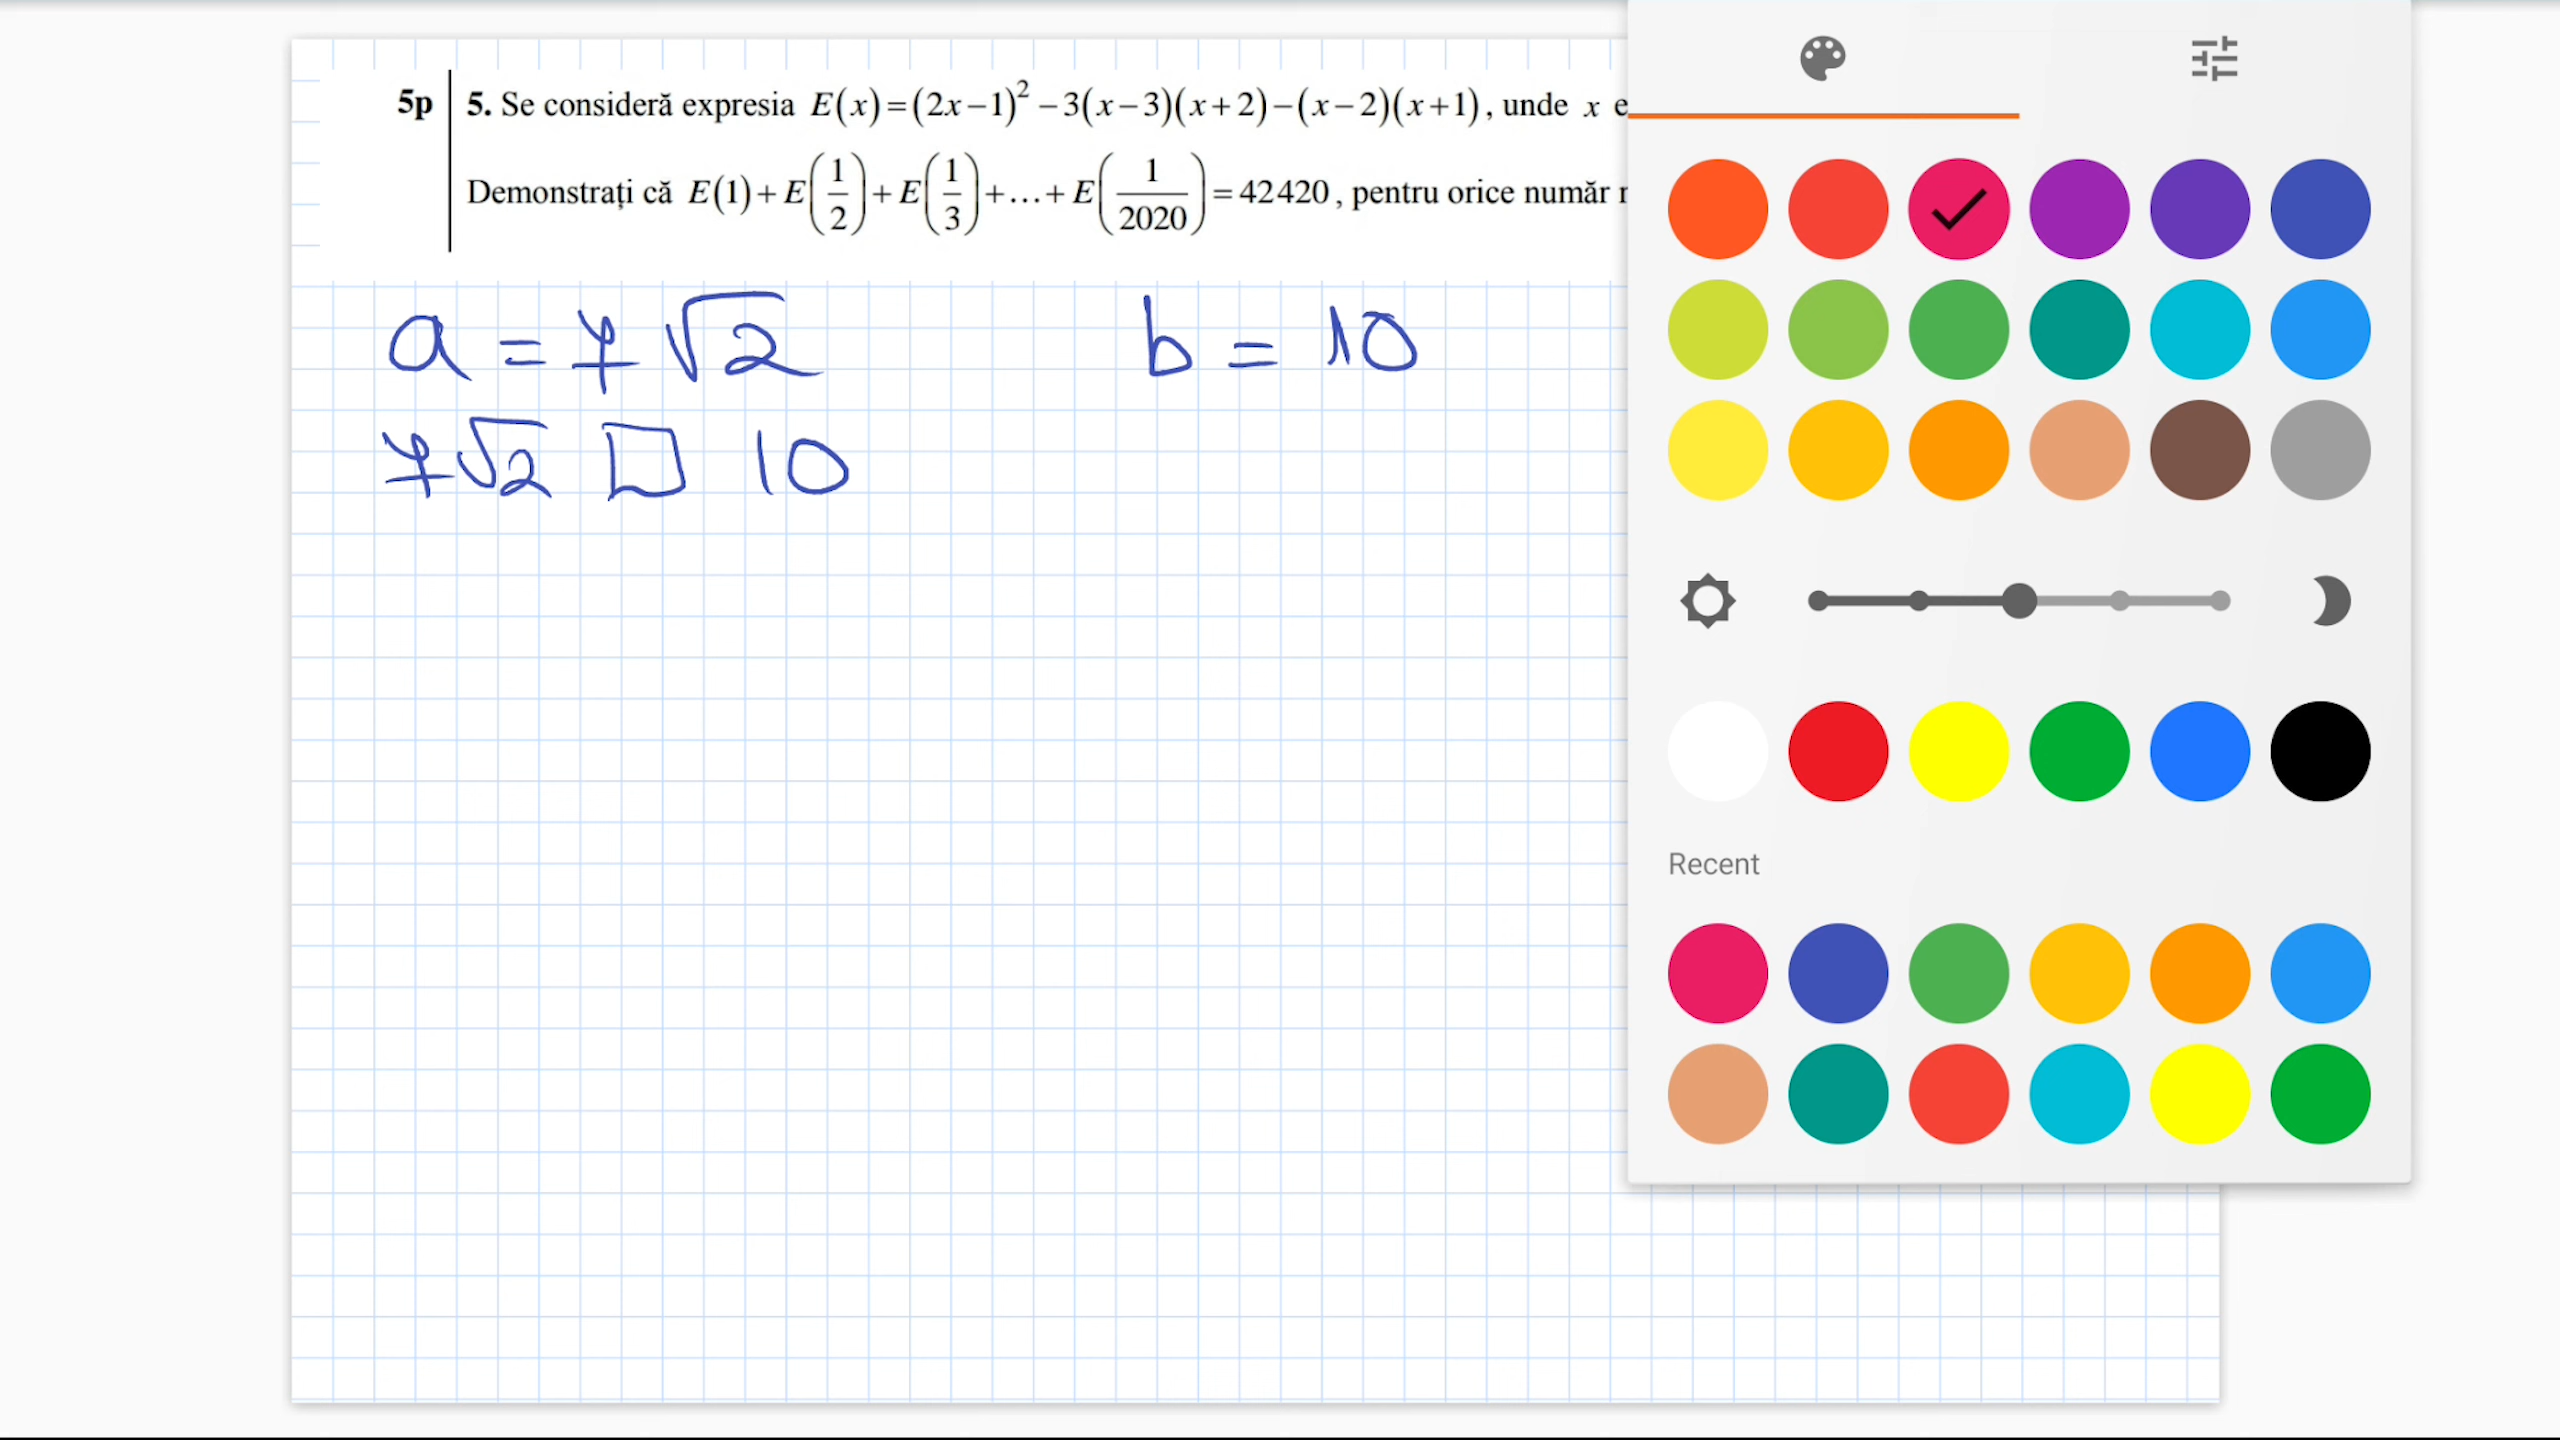 5p 5. Se consideră expresia E(x)=(2x−1)² −3(x−3)(x+2)−(x−2)(x+1), unde x e
Demonstrați că E(1)+E(1/2)+E(1/3)+…+E(1/2020)=42420, pentru orice număr
a = 7√2 b = 10
7√2 □ 10
Recent